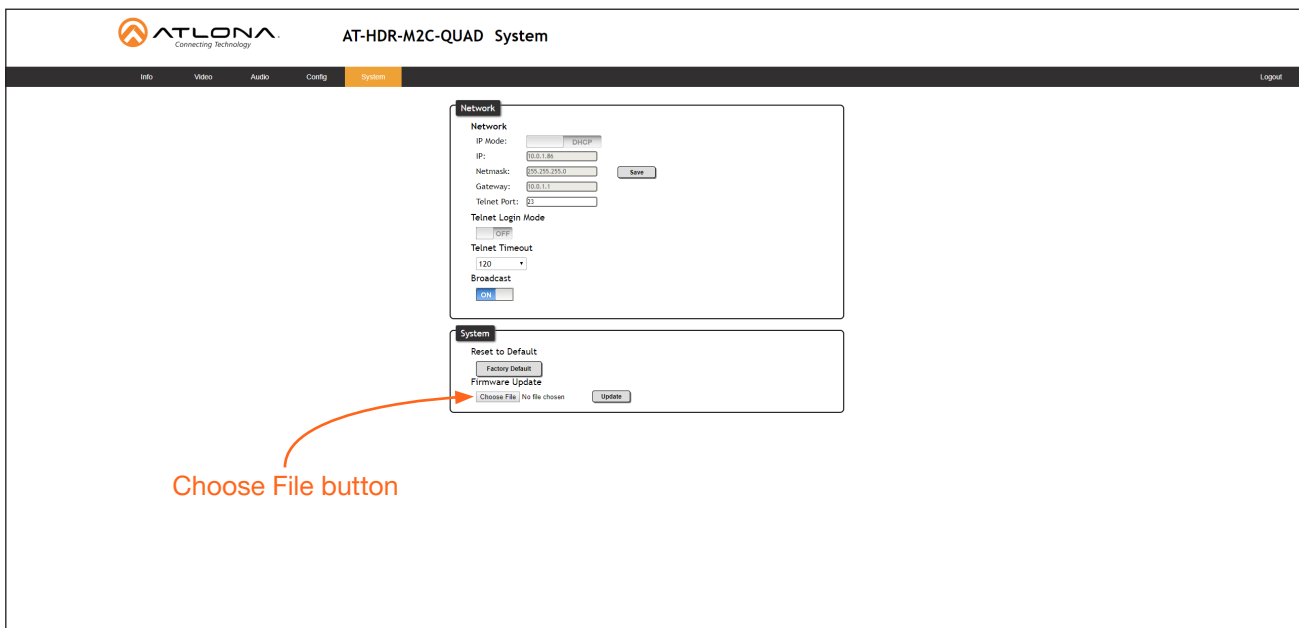 ATLONA.
Connecting Technology
AT-HDR-M2C-QUAD System
Info Video Audio Config System Logout
Network
Network
IP Mode: DHCP
IP: 10.0.1.86
Netmask: 255.255.255.0 Save
Gateway: 10.0.1.1
Telnet Port: 23
Telnet Login Mode
OFF
Telnet Timeout
120
Broadcast
ON
System
Reset to Default
Factory Default
Firmware Update
Choose File No file chosen Update
Choose File button